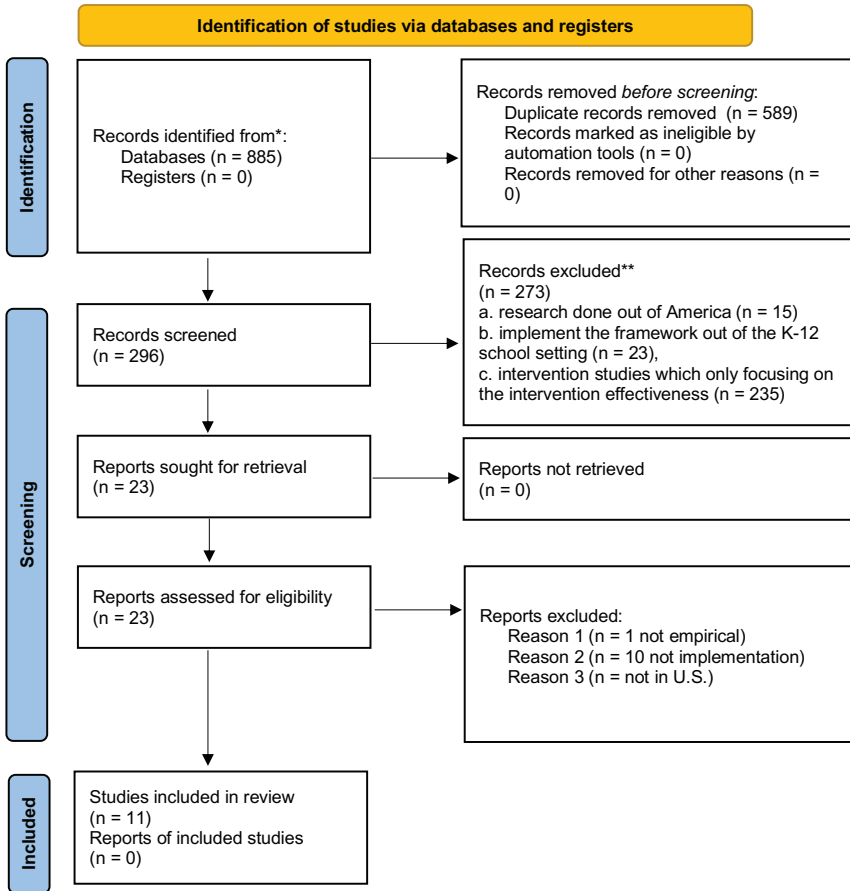 Identification of studies via databases and registers
Identification
Records identified from*:
Databases (n = 885)
Registers (n = 0)
Records removed before screening:
Duplicate records removed (n = 589)
Records marked as ineligible by
automation tools (n = 0)
Records removed for other reasons (n =
0)
Screening
Records screened
(n = 296)
Records excluded**
(n = 273)
a. research done out of America (n = 15)
b. implement the framework out of the K-12
school setting (n = 23),
c. intervention studies which only focusing on
the intervention effectiveness (n = 235)
Reports sought for retrieval
(n = 23)
Reports not retrieved
(n = 0)
Reports assessed for eligibility
(n = 23)
Reports excluded:
Reason 1 (n = 1 not empirical)
Reason 2 (n = 10 not implementation)
Reason 3 (n = not in U.S.)
Included
Studies included in review
(n = 11)
Reports of included studies
(n = 0)